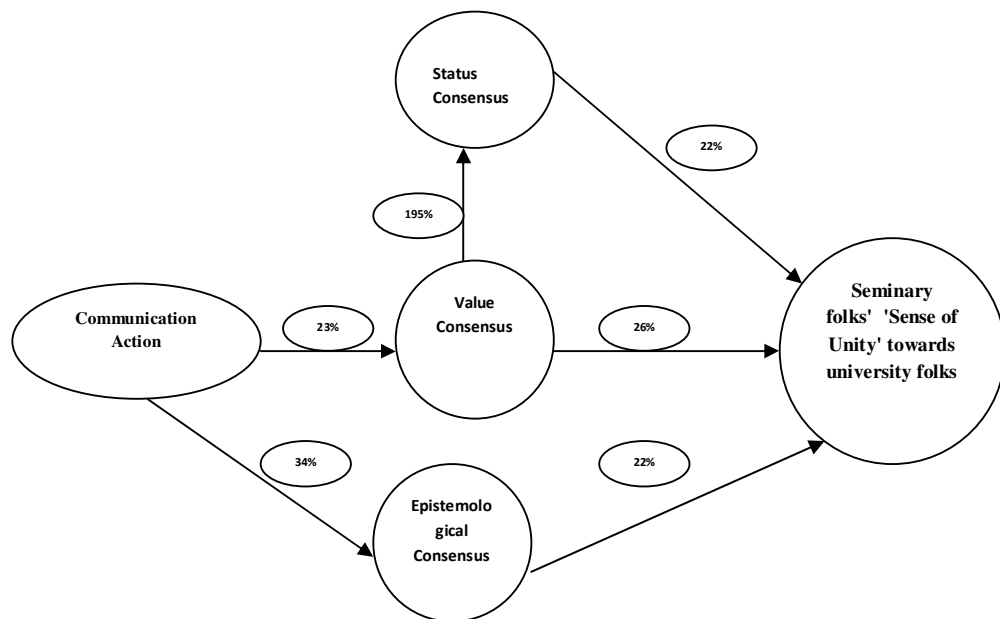 Status
Consensus
22%
195%
Communication
Action
23%
Value
Consensus
26%
Seminary
folks' 'Sense of
Unity' towards
university folks
34%
22%
Epistemolo
gical
Consensus